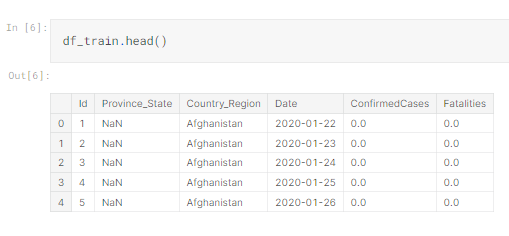 In [6]:
df_train.head()
Out[6]:
Id Province_State Country_Region Date ConfirmedCases Fatalities
0 1 NaN Afghanistan 2020-01-22 0.0 0.0
1 2 NaN Afghanistan 2020-01-23 0.0 0.0
2 3 NaN Afghanistan 2020-01-24 0.0 0.0
3 4 NaN Afghanistan 2020-01-25 0.0 0.0
4 5 NaN Afghanistan 2020-01-26 0.0 0.0